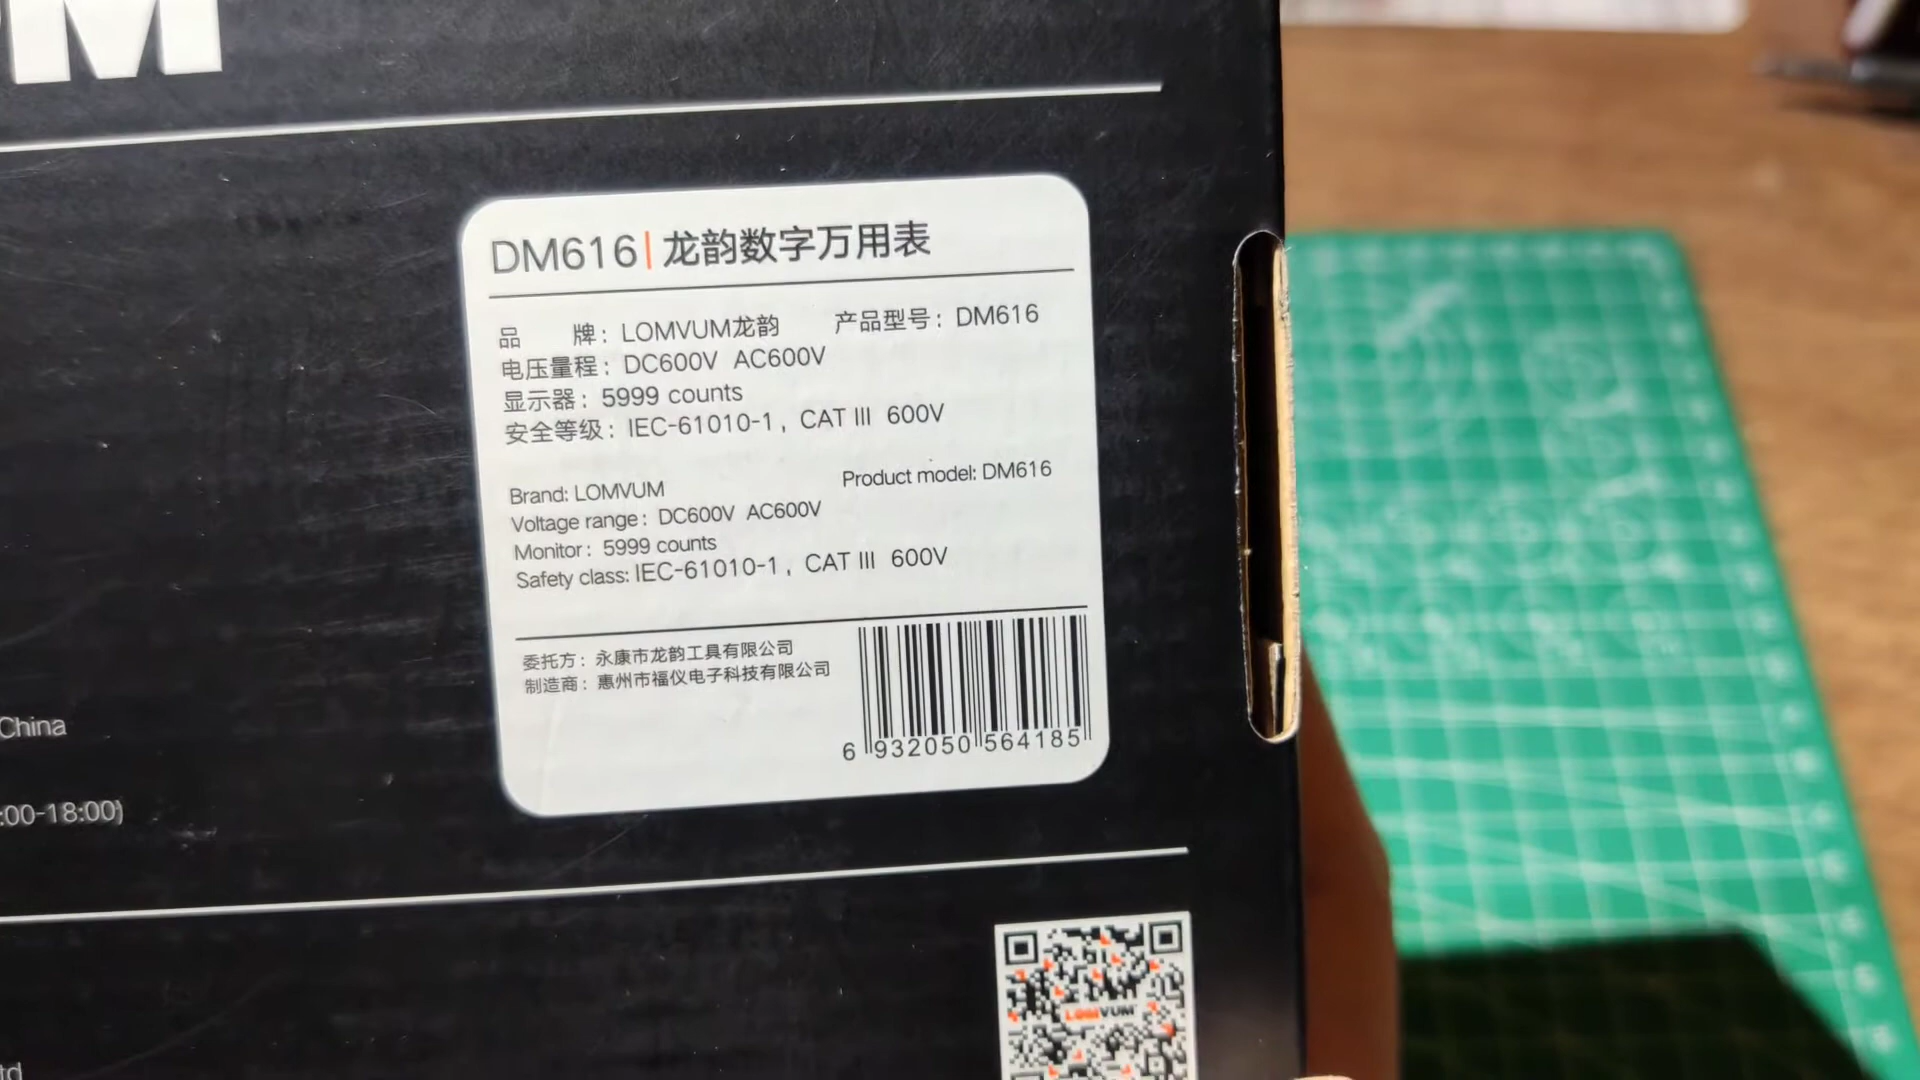 DM616|龙韵数字万用表
品 牌：LOMVUM龙韵 产品型号：DM616
电压量程：DC600V AC600V
显示器：5999 counts
安全等级：IEC-61010-1，CAT III 600V
Brand: LOMVUM Product model: DM616
Voltage range：DC600V AC600V
Monitor：5999 counts
Safety class: IEC-61010-1，CAT III 600V
委托方：永康市龙韵工具有限公司
制造商：惠州市福仪电子科技有限公司
6 932050 564185
China
:00-18:00)
LOMVUM
td